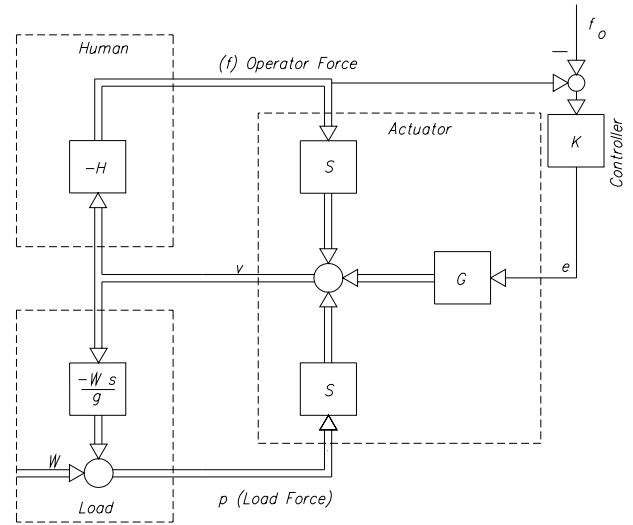 Human
(f) Operator Force
f o
–
Actuator
K
Controller
-H
S
v
G
e
-W s
g
S
W
Load
p (Load Force)